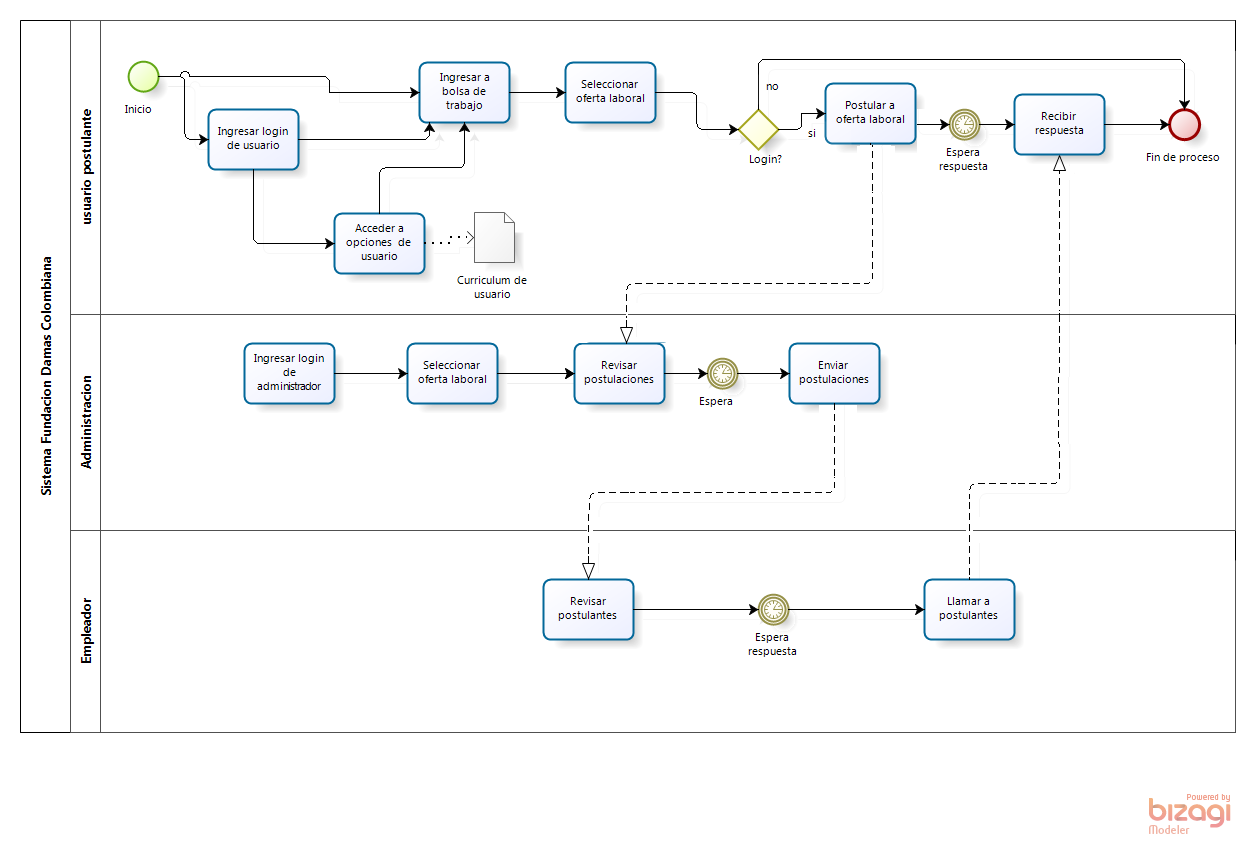 Sistema Fundacion Damas Colombiana
usuario postulante
Inicio
Ingresar login
de usuario
Acceder a
opciones de
usuario
Curriculum de
usuario
Ingresar a
bolsa de
trabajo
Seleccionar
oferta laboral
Login?
no
si
Postular a
oferta laboral
Espera
respuesta
Recibir
respuesta
Fin de proceso
Administracion
Ingresar login
de
administrador
Seleccionar
oferta laboral
Revisar
postulaciones
Espera
Enviar
postulaciones
Empleador
Revisar
postulantes
Espera
respuesta
Llamar a
postulantes
Powered by
bizagi
Modeler